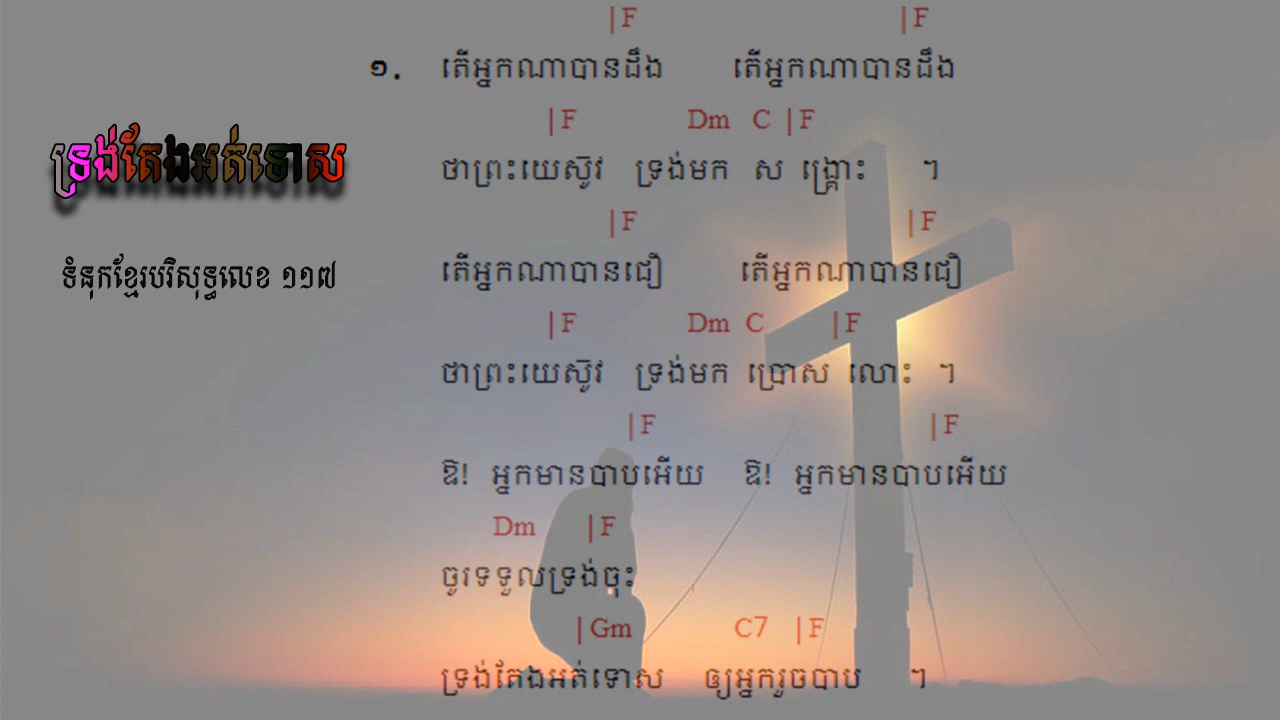 ទ្រង់តែងអត់ទោស
ទំនុកខ្មែរបរិសុទ្ធលេខ ១១៧
|F |F
១. តើអ្នកណាបានដឹង តើអ្នកណាបានដឹង
|F Dm C |F
ថាព្រះយេស៊ូវ ទ្រង់មក ស ង្គ្រោះ ។
|F |F
តើអ្នកណាបានជឿ តើអ្នកណាបានជឿ
|F Dm C |F
ថាព្រះយេស៊ូវ ទ្រង់មក ប្រោស លោះ ។
|F |F
ឱ! អ្នកមានបាបអើយ ឱ! អ្នកមានបាបអើយ
Dm |F
ចូរទទួលទ្រង់ចុះ
|Gm C7 |F
ទ្រង់តែងអត់ទោស ឲ្យអ្នករួចបាប ។